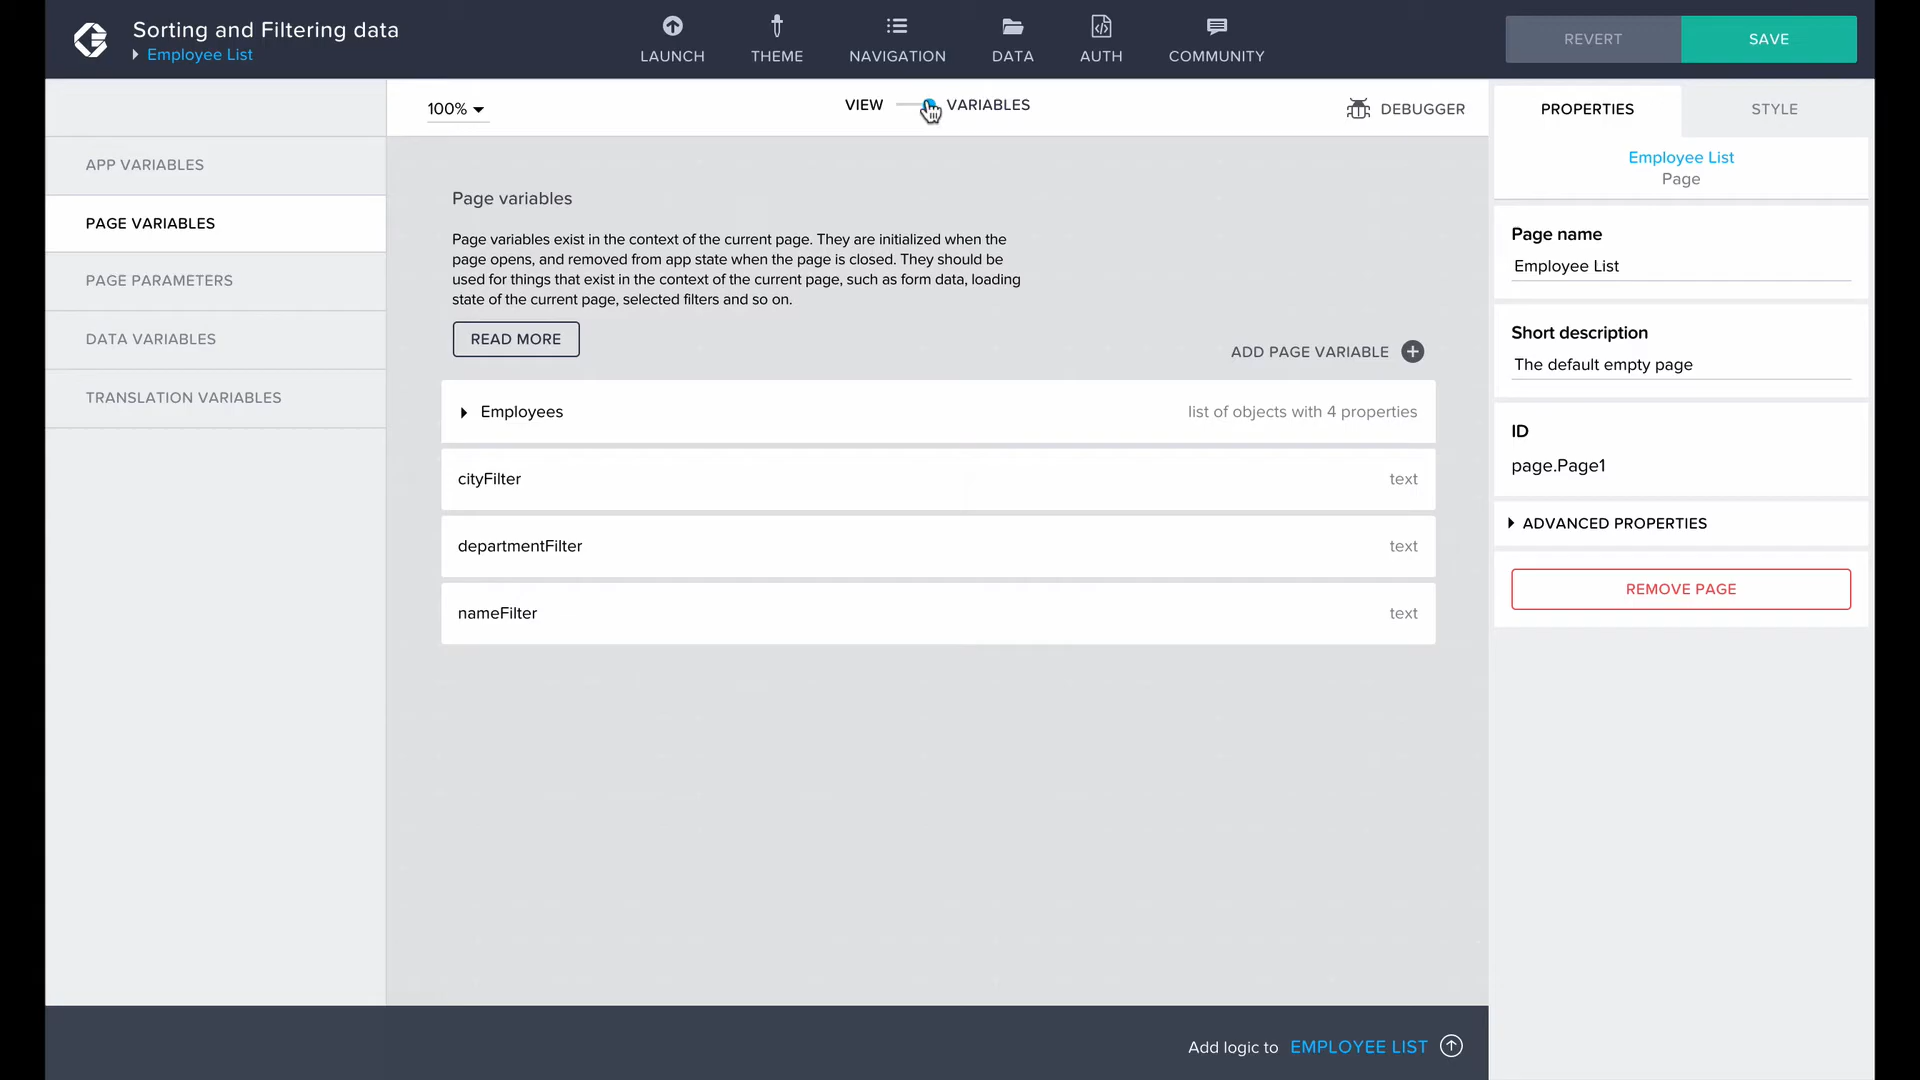 Sorting and Filtering data
Employee List
LAUNCH
THEME
NAVIGATION
DATA
AUTH
COMMUNITY
REVERT
SAVE
100%
VIEW
VARIABLES
DEBUGGER
PROPERTIES
STYLE
APP VARIABLES
PAGE VARIABLES
PAGE PARAMETERS
DATA VARIABLES
TRANSLATION VARIABLES
Page variables
Page variables exist in the context of the current page. They are initialized when the
page opens, and removed from app state when the page is closed. They should be
used for things that exist in the context of the current page, such as form data, loading
state of the current page, selected filters and so on.
READ MORE
ADD PAGE VARIABLE
Employees
list of objects with 4 properties
cityFilter
text
departmentFilter
text
nameFilter
text
Employee List
Page
Page name
Employee List
Short description
The default empty page
ID
page.Page1
ADVANCED PROPERTIES
REMOVE PAGE
Add logic to EMPLOYEE LIST